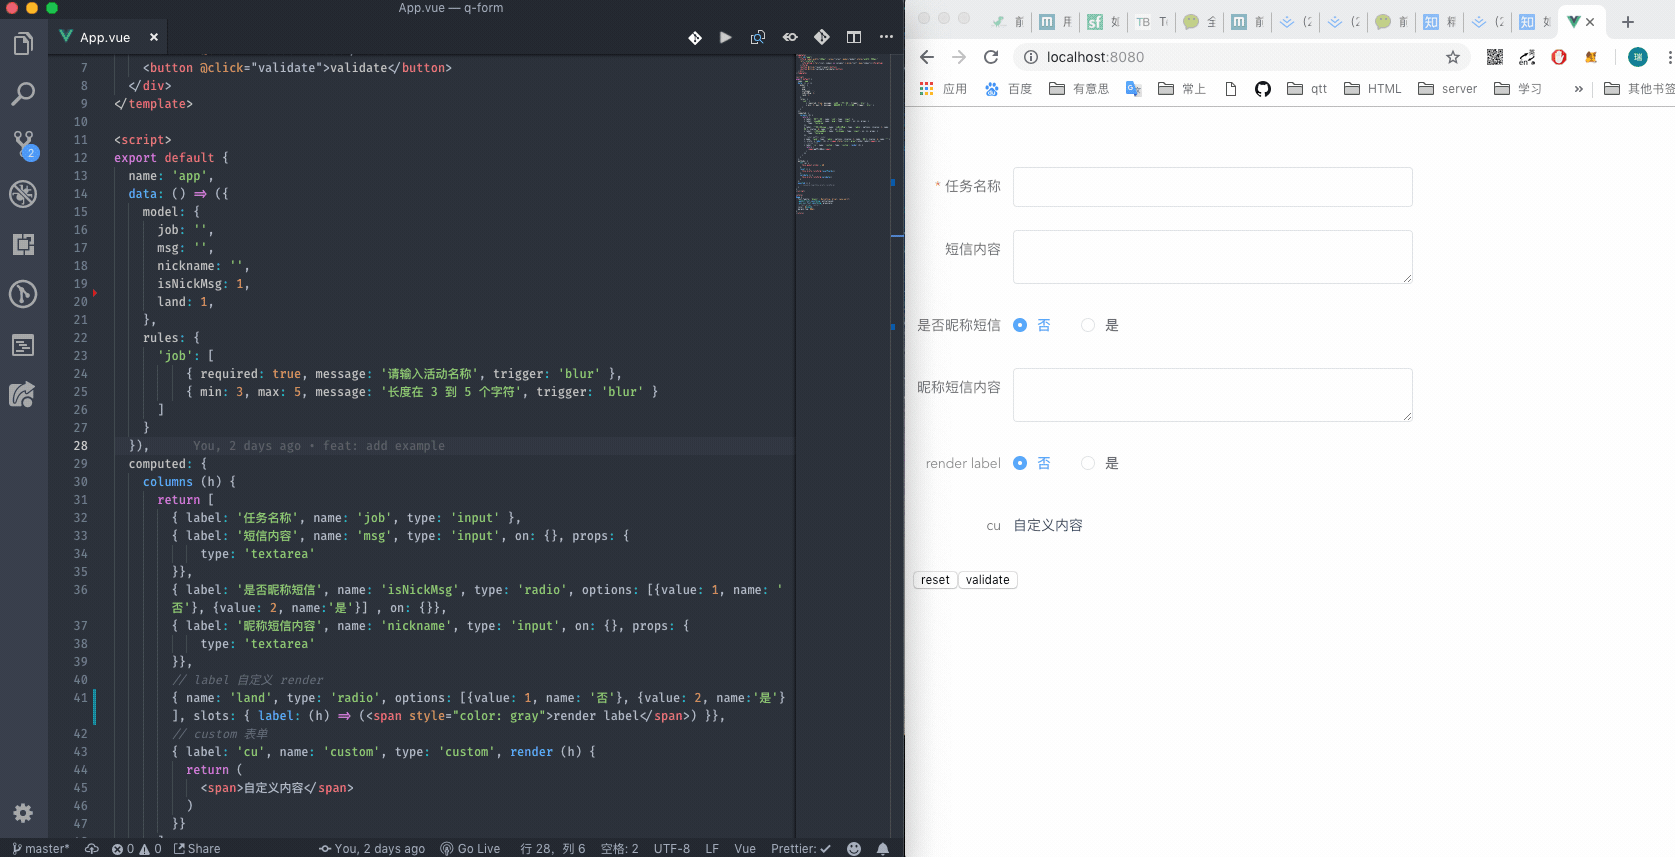 App.vue — q-form
App.vue
7 <button @click="validate">validate</button>
8 </div>
9 </template>
10
11 <script>
12 export default {
13 name: 'app',
14 data: () => ({
15 model: {
16 job: '',
17 msg: '',
18 nickname: '',
19 isNickMsg: 1,
20 land: 1,
21 },
22 rules: {
23 'job': [
24 { required: true, message: '请输入活动名称', trigger: 'blur' },
25 { min: 3, max: 5, message: '长度在 3 到 5 个字符', trigger: 'blur' }
26 ]
27 }
28 }), You, 2 days ago • feat: add example
29 computed: {
30 columns (h) {
31 return [
32 { label: '任务名称', name: 'job', type: 'input' },
33 { label: '短信内容', name: 'msg', type: 'input', on: {}, props: {
34 type: 'textarea'
35 }},
36 { label: '是否昵称短信', name: 'isNickMsg', type: 'radio', options: [{value: 1, name: '
否'}, {value: 2, name:'是'}] , on: {}},
37 { label: '昵称短信内容', name: 'nickname', type: 'input', on: {}, props: {
38 type: 'textarea'
39 }},
40 // label 自定义 render
41 { name: 'land', type: 'radio', options: [{value: 1, name: '否'}, {value: 2, name:'是'}
], slots: { label: (h) => (<span style="color: gray">render label</span>) }},
42 // custom 表单
43 { label: 'cu', name: 'custom', type: 'custom', render (h) {
44 return (
45 <span>自定义内容</span>
46 )
47 }}
2
master* 0 0 Share You, 2 days ago Go Live 行 28，列 6 空格: 2 UTF-8 LF Vue Prettier: ✓
localhost:8080
应用 百度 有意思 常上 qtt HTML server 学习 » 其他书签
* 任务名称
短信内容
是否昵称短信 否 是
昵称短信内容
render label 否 是
cu 自定义内容
reset validate